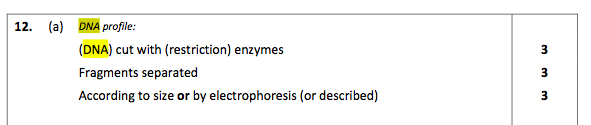 12. (a) DNA profile:
(DNA) cut with (restriction) enzymes 3
Fragments separated 3
According to size or by electrophoresis (or described) 3